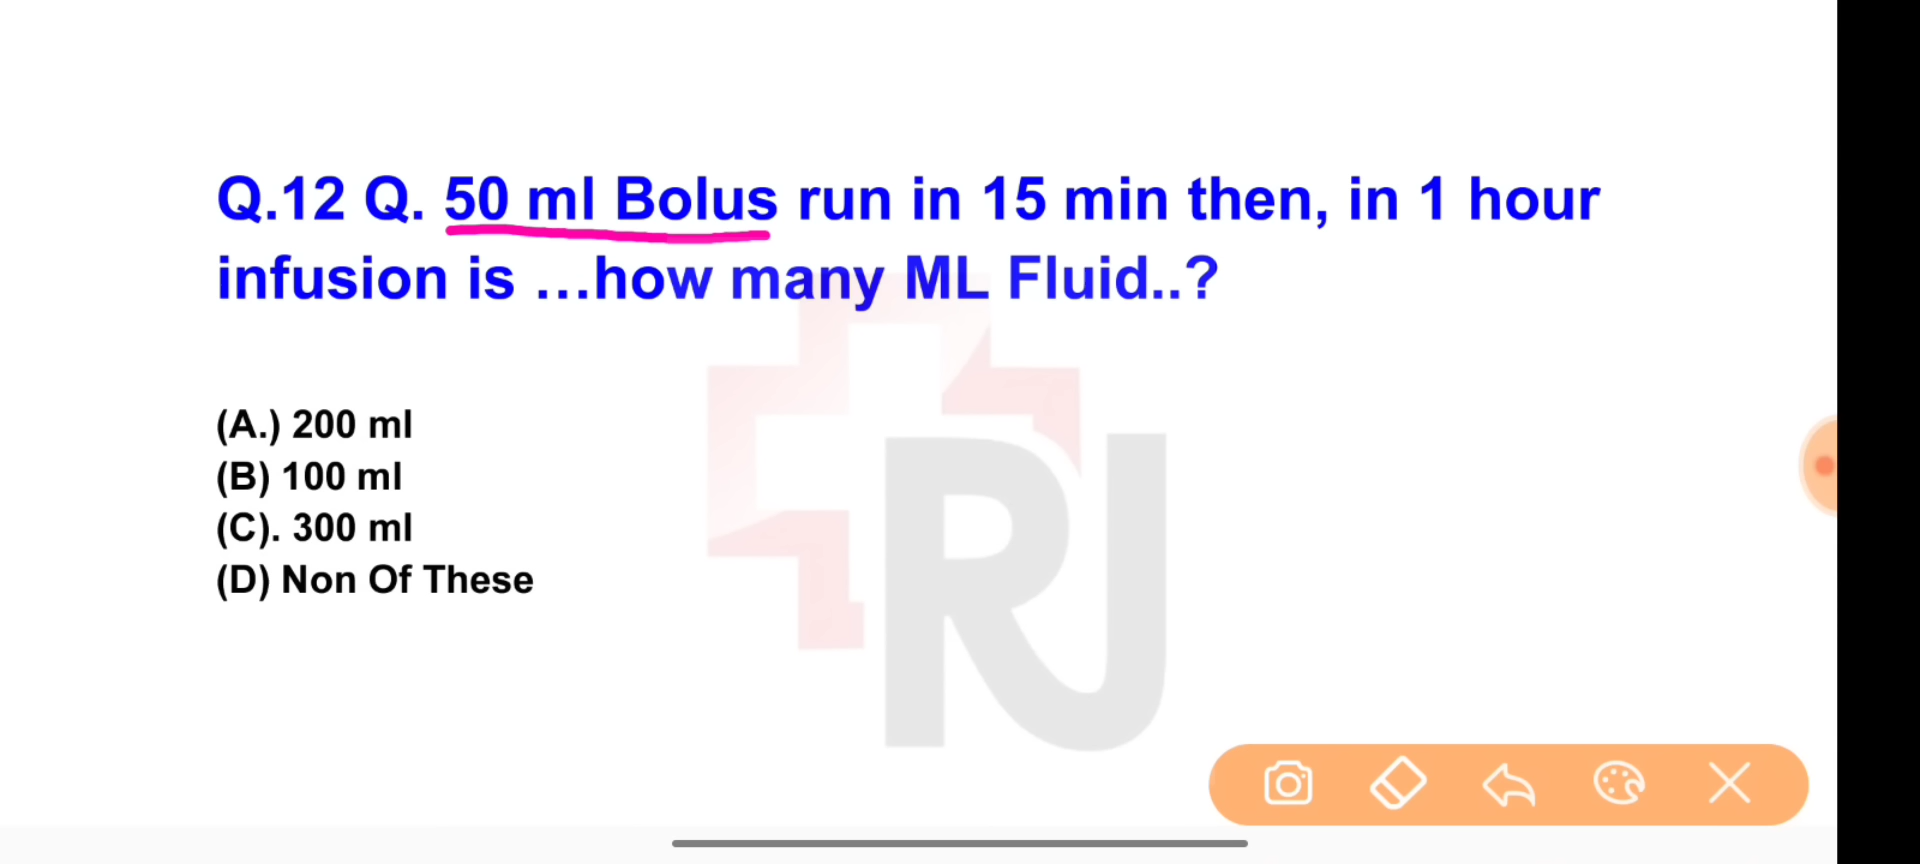 Q.12 Q. 50 ml Bolus run in 15 min then, in 1 hour
infusion is ...how many ML Fluid..?
(A.) 200 ml
(B) 100 ml
(C). 300 ml
(D) Non Of These
RJ